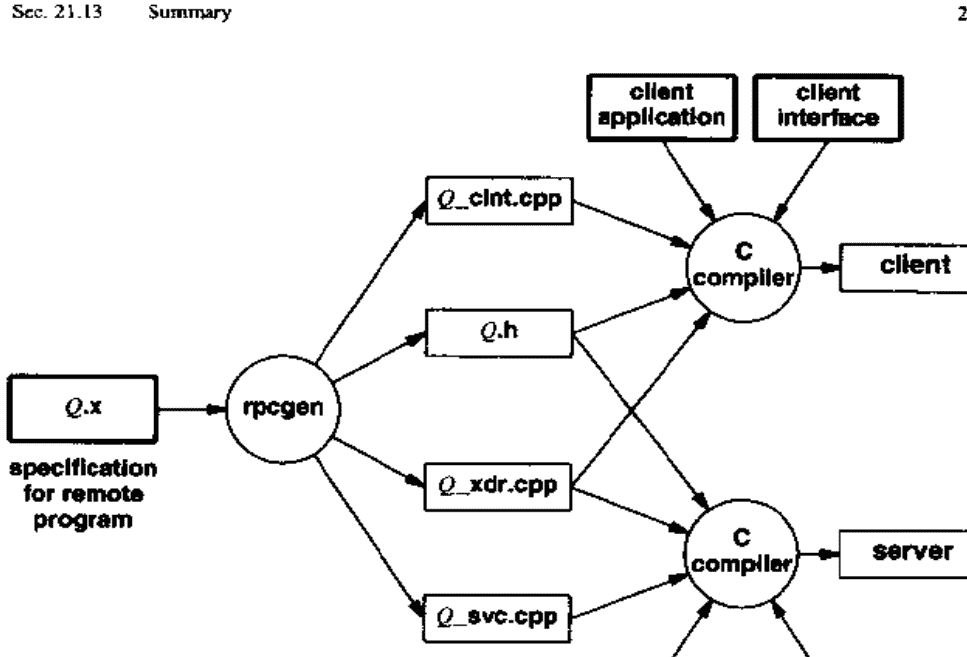 Sec. 21.13 Summary 2
client
application
client
interface
Q_clnt.cpp
C
compiler
client
Q.h
Q.x
rpcgen
specification
for remote
program
Q_xdr.cpp
C
compiler
server
Q_svc.cpp